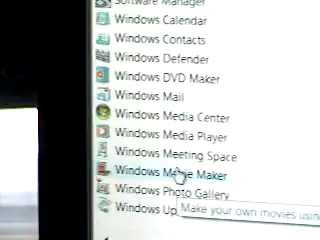 Software Manager
Windows Calendar
Windows Contacts
Windows Defender
Windows DVD Maker
Windows Mail
Windows Media Center
Windows Media Player
Windows Meeting Space
Windows Movie Maker
Windows Photo Gallery
Windows Up
Make your own movies usin